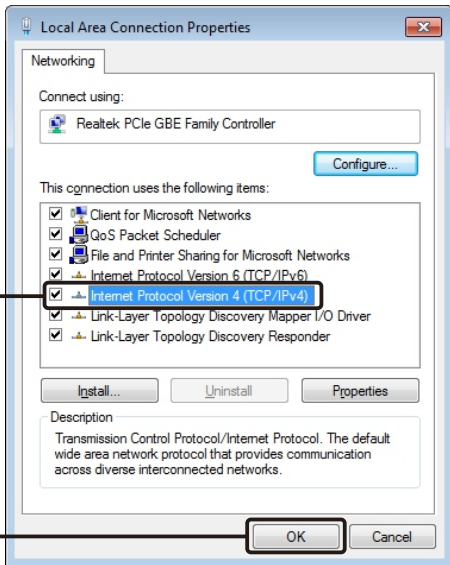 Local Area Connection Properties
Networking
Connect using:
Realtek PCIe GBE Family Controller
Configure...
This connection uses the following items:
Client for Microsoft Networks
QoS Packet Scheduler
File and Printer Sharing for Microsoft Networks
Internet Protocol Version 6 (TCP/IPv6)
Internet Protocol Version 4 (TCP/IPv4)
Link-Layer Topology Discovery Mapper I/O Driver
Link-Layer Topology Discovery Responder
Install... Uninstall Properties
Description
Transmission Control Protocol/Internet Protocol. The default
wide area network protocol that provides communication
across diverse interconnected networks.
OK Cancel